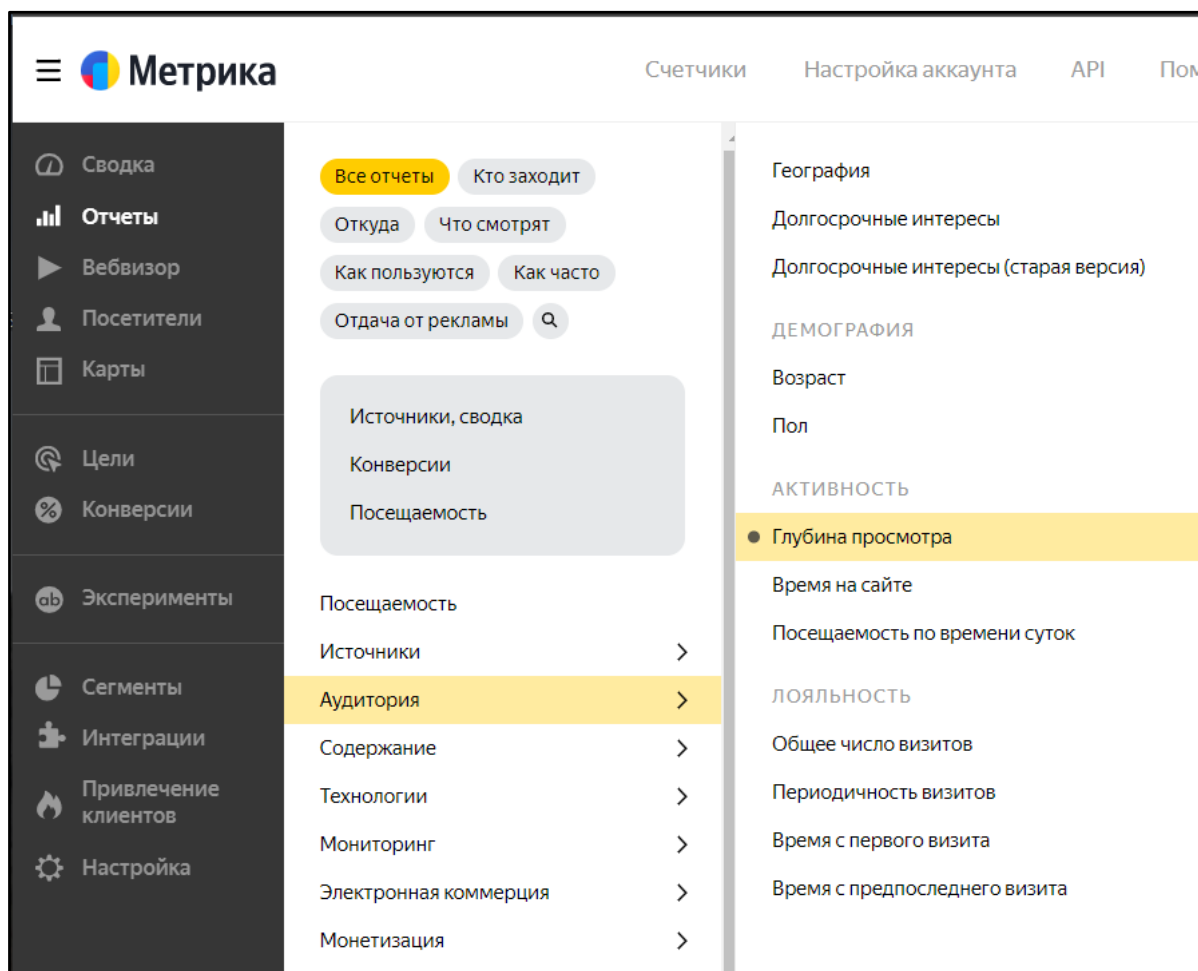 Метрика
Счетчики Настройка аккаунта API Пом
Сводка
Отчеты
Вебвизор
Посетители
Карты
Цели
Конверсии
ab Эксперименты
Сегменты
Интеграции
Привлечение
клиентов
Настройка
Все отчеты Кто заходит
Откуда Что смотрят
Как пользуются Как часто
Отдача от рекламы
Источники, сводка
Конверсии
Посещаемость
Посещаемость
Источники
Аудитория
Содержание
Технологии
Мониторинг
Электронная коммерция
Монетизация
География
Долгосрочные интересы
Долгосрочные интересы (старая версия)
ДЕМОГРАФИЯ
Возраст
Пол
АКТИВНОСТЬ
Глубина просмотра
Время на сайте
Посещаемость по времени суток
ЛОЯЛЬНОСТЬ
Общее число визитов
Периодичность визитов
Время с первого визита
Время с предпоследнего визита